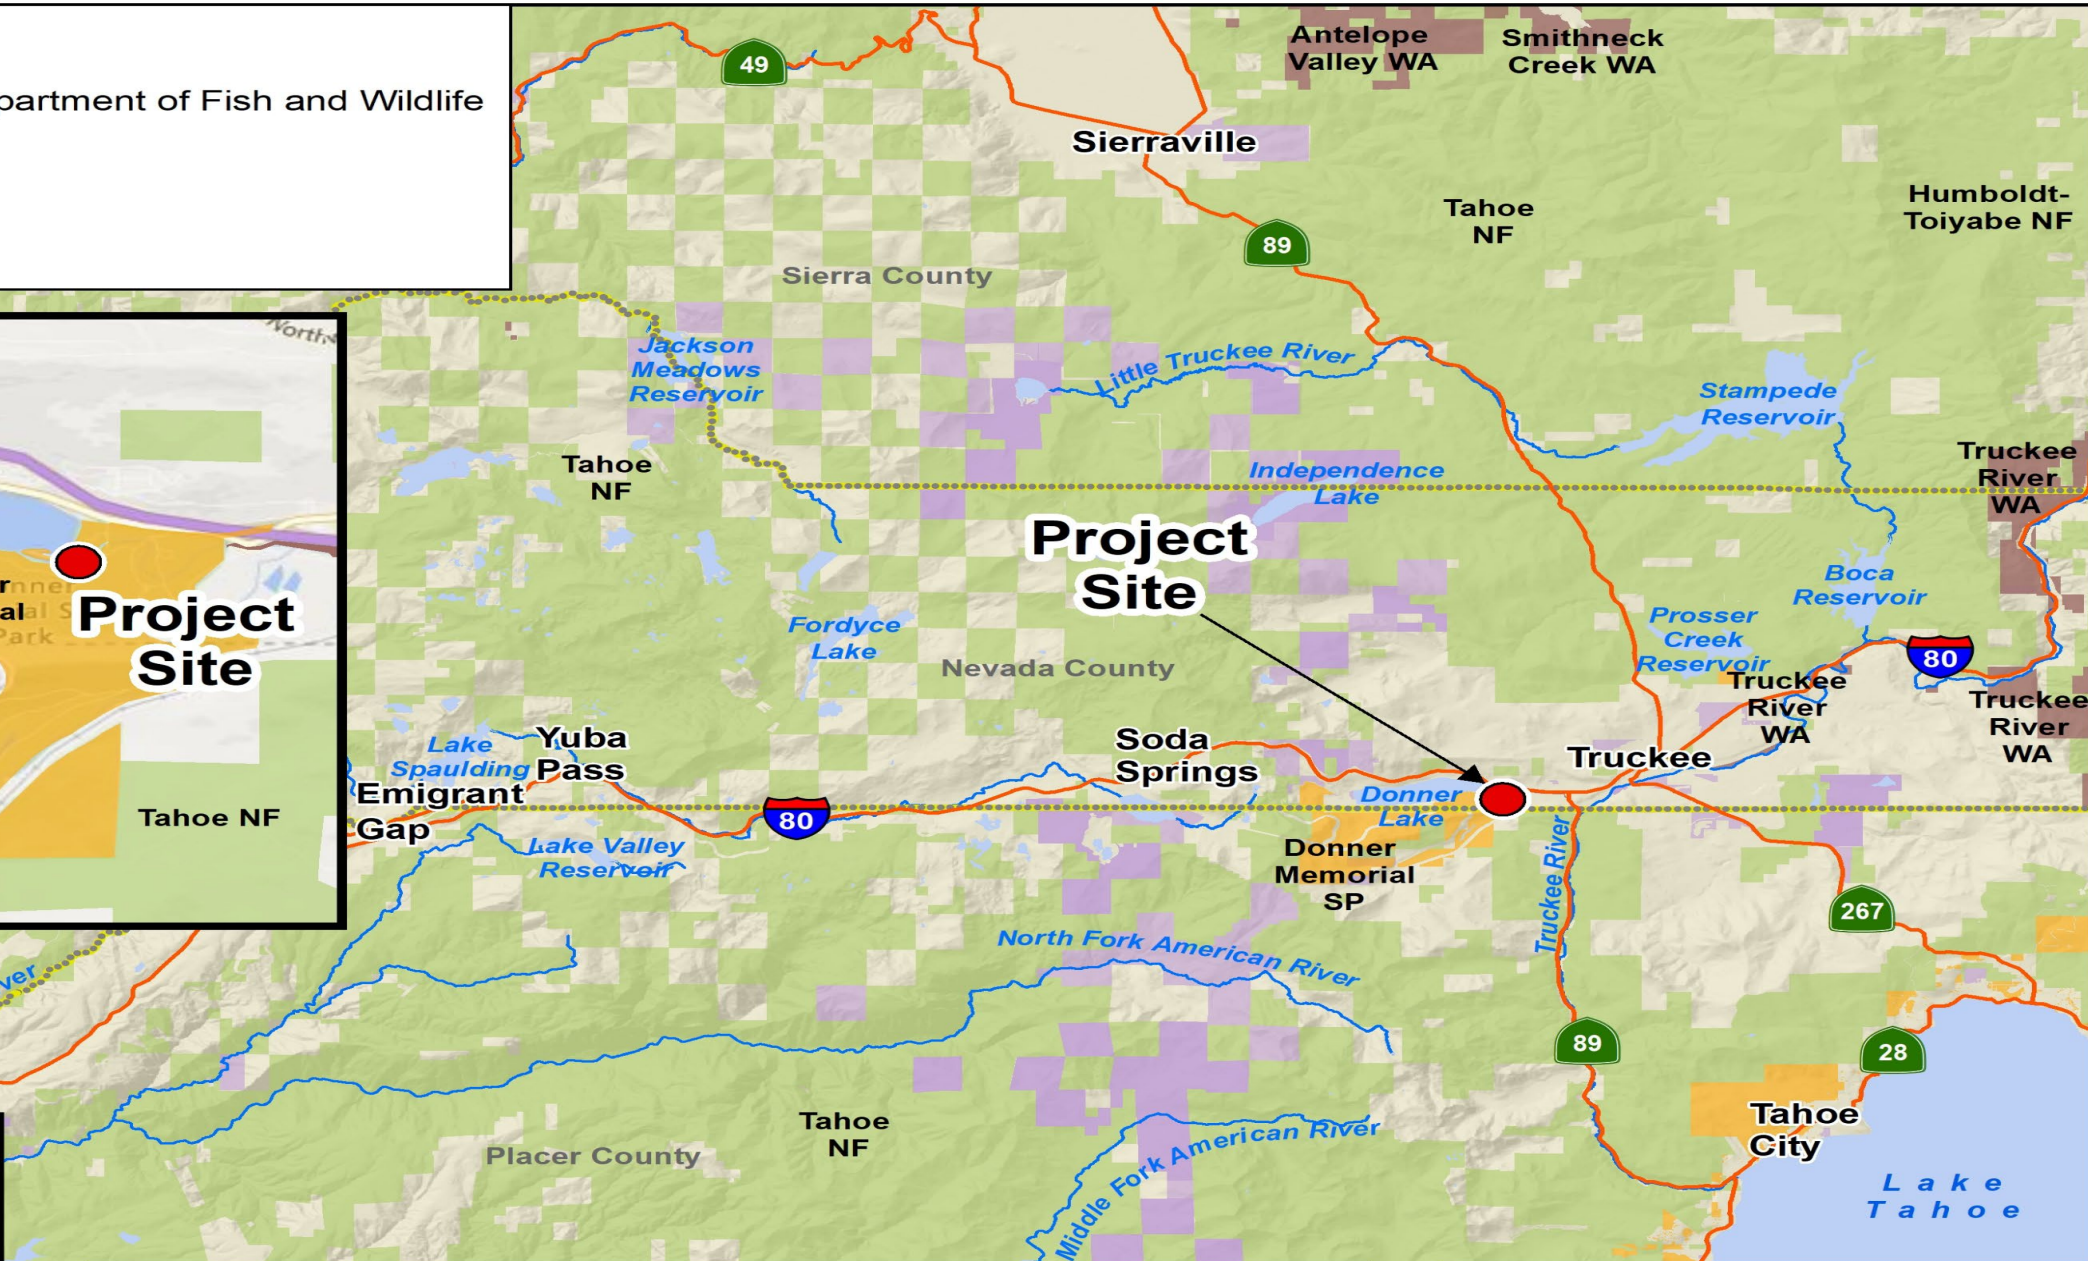 partment of Fish and Wildlife
49
Antelope
Valley WA
Smithneck
Creek WA
Sierraville
Tahoe
NF
Humboldt-
Toiyabe NF
89
Sierra County
North
Jackson
Meadows
Reservoir
Little Truckee River
Stampede
Reservoir
Tahoe
NF
Independence
Lake
Truckee
River
WA
Project
Site
Boca
Reservoir
Prosser
Creek
Reservoir
Fordyce
Lake
Nevada County
80
Truckee
River
WA
Truckee
River
WA
Project
Site
Park
Tahoe NF
Lake
Spaulding
Yuba
Pass
Emigrant
Gap
Soda
Springs
Truckee
Donner
Lake
80
Lake Valley
Reservoir
Donner
Memorial
SP
Truckee River
267
North Fork American River
ver
89
28
Tahoe
NF
Placer County
Middle Fork American River
Tahoe
City
Lake
Tahoe